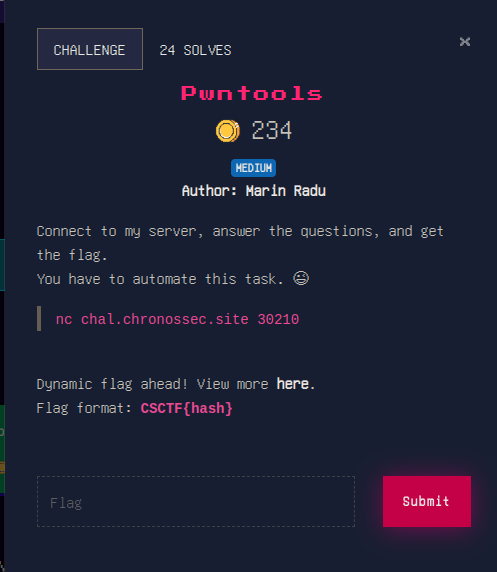 CHALLENGE
24 SOLVES
×
Pwntools
234
MEDIUM
Author: Marin Radu
Connect to my server, answer the questions, and get
the flag.
You have to automate this task. 😉
nc chal.chronossec.site 30210
Dynamic flag ahead! View more here.
Flag format: CSCTF{hash}
Flag
Submit